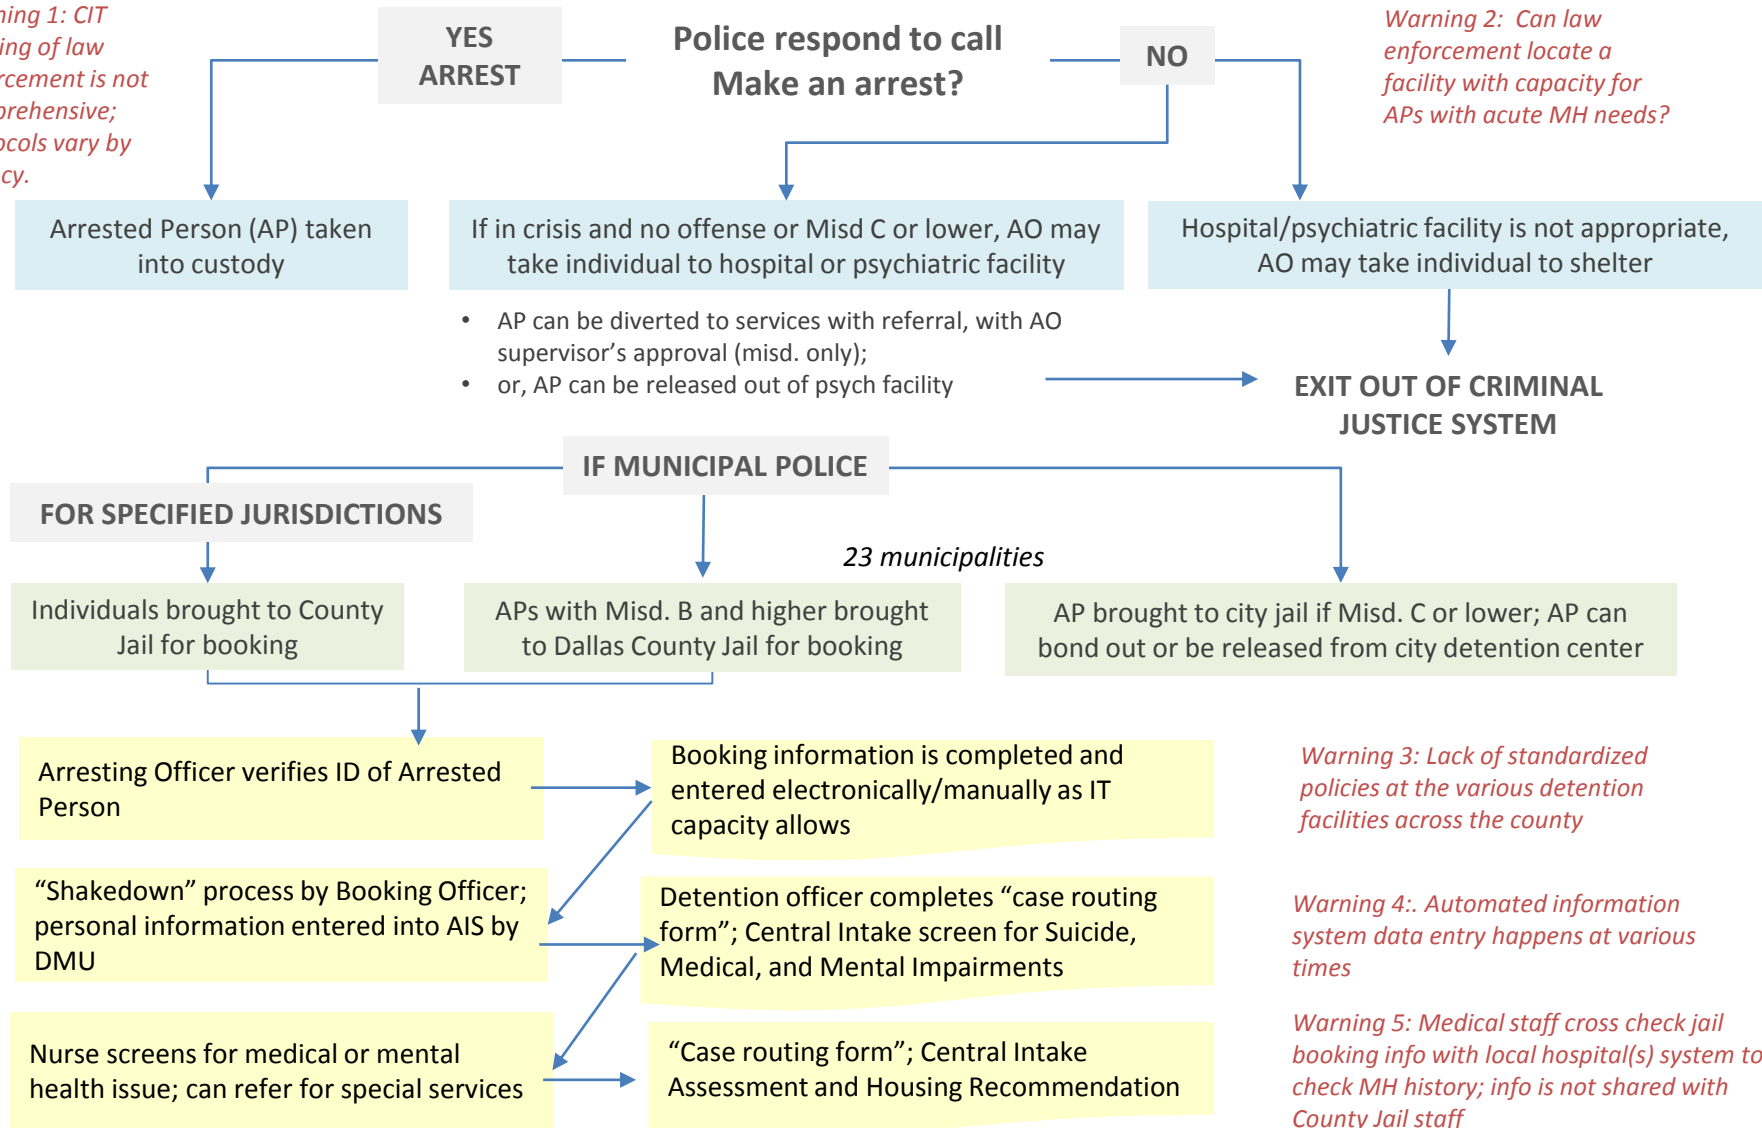 ning 1: CIT
ing of law
rcement is not
prehensive;
ocols vary by
cy.
YES
ARREST
Police respond to call
Make an arrest?
NO
Warning 2: Can law
enforcement locate a
facility with capacity for
APs with acute MH needs?
Arrested Person (AP) taken
into custody
If in crisis and no offense or Misd C or lower, AO may
take individual to hospital or psychiatric facility
Hospital/psychiatric facility is not appropriate,
AO may take individual to shelter
• AP can be diverted to services with referral, with AO
supervisor's approval (misd. only);
• or, AP can be released out of psych facility
EXIT OUT OF CRIMINAL
JUSTICE SYSTEM
IF MUNICIPAL POLICE
FOR SPECIFIED JURISDICTIONS
23 municipalities
Individuals brought to County
Jail for booking
APs with Misd. B and higher brought
to Dallas County Jail for booking
AP brought to city jail if Misd. C or lower; AP can
bond out or be released from city detention center
Arresting Officer verifies ID of Arrested
Person
Booking information is completed and
entered electronically/manually as IT
capacity allows
Warning 3: Lack of standardized
policies at the various detention
facilities across the county
“Shakedown” process by Booking Officer;
personal information entered into AIS by
DMU
Detention officer completes “case routing
form”; Central Intake screen for Suicide,
Medical, and Mental Impairments
Warning 4:. Automated information
system data entry happens at various
times
Nurse screens for medical or mental
health issue; can refer for special services
“Case routing form”; Central Intake
Assessment and Housing Recommendation
Warning 5: Medical staff cross check jail
booking info with local hospital(s) system to
check MH history; info is not shared with
County Jail staff